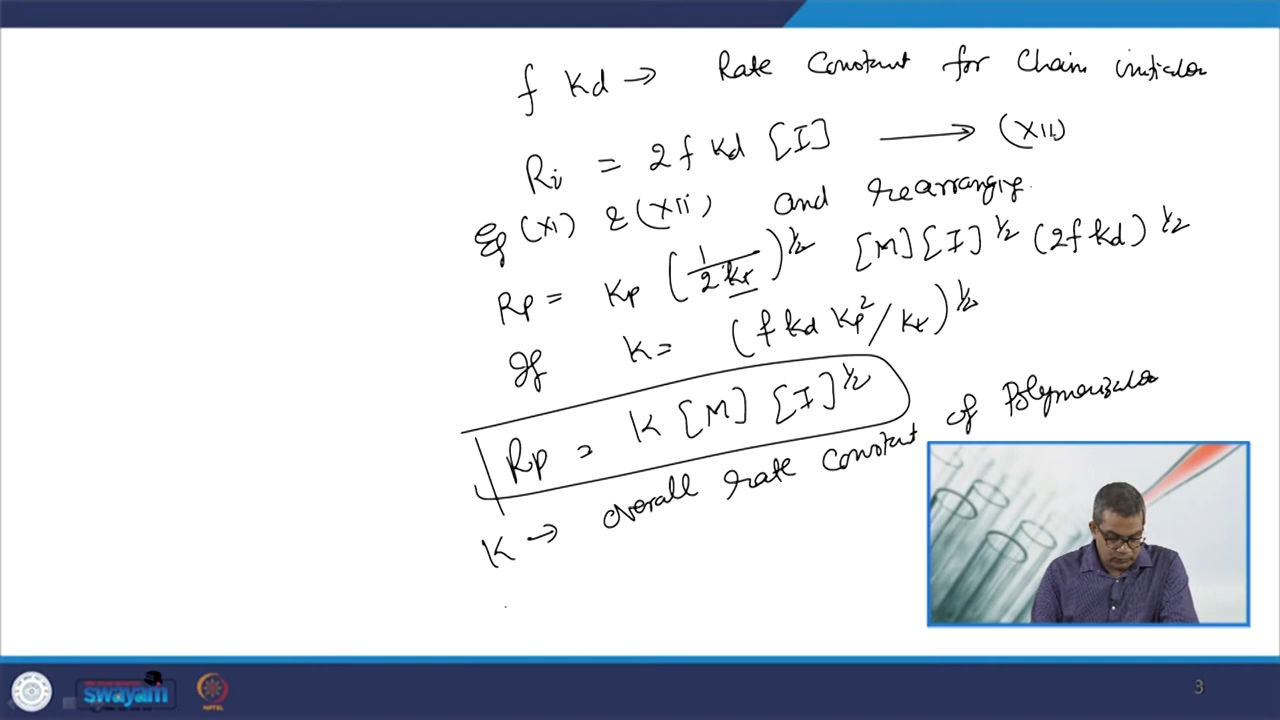 f Kd → Rate Constant for Chain initiation
Ri = 2f Kd [I] → (XII)
Eq (XI) & (XII) and rearranging.
Rp = Kp (1/2kt)^1/2 [M][I]^1/2 (2f kd)^1/2
If K = (f kd Kp²/Kt)^1/2
Rp = K [M] [I]^1/2
K → Overall rate constant of Polymerization
swayam
3